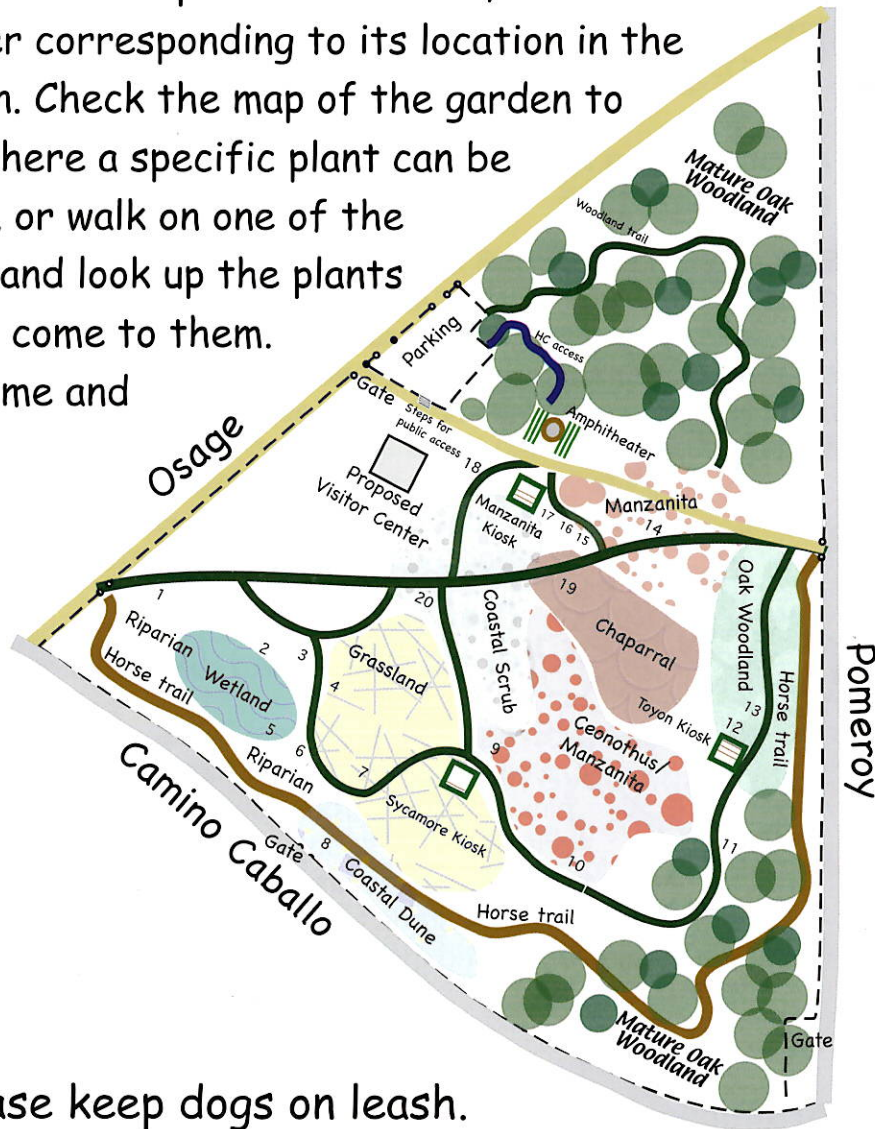 er corresponding to its location in the
Check the map of the garden to
here a specific plant can be
or walk on one of the
and look up the plants
come to them.
me and
Mature Oak
Woodland
Woodland trail
Parking
HC access
Gate
Steps for
public access
Amphitheater
Osage
18
Proposed
Visitor Center
Manzanita
Kiosk
17
16
15
Manzanita
14
1
20
19
Riparian
2
3
Grassland
Coastal Scrub
Chaparral
Oak Woodland
Horse trail
Wetland
4
Horse trail
5
6
Riparian
7
9
Toyon Kiosk
13
12
Ceonothus/
Manzanita
Pomeroy
Sycamore Kiosk
Camino Caballo
Gate
8
Coastal Dune
10
11
Horse trail
Mature Oak
Woodland
Gate
ase keep dogs on leash.